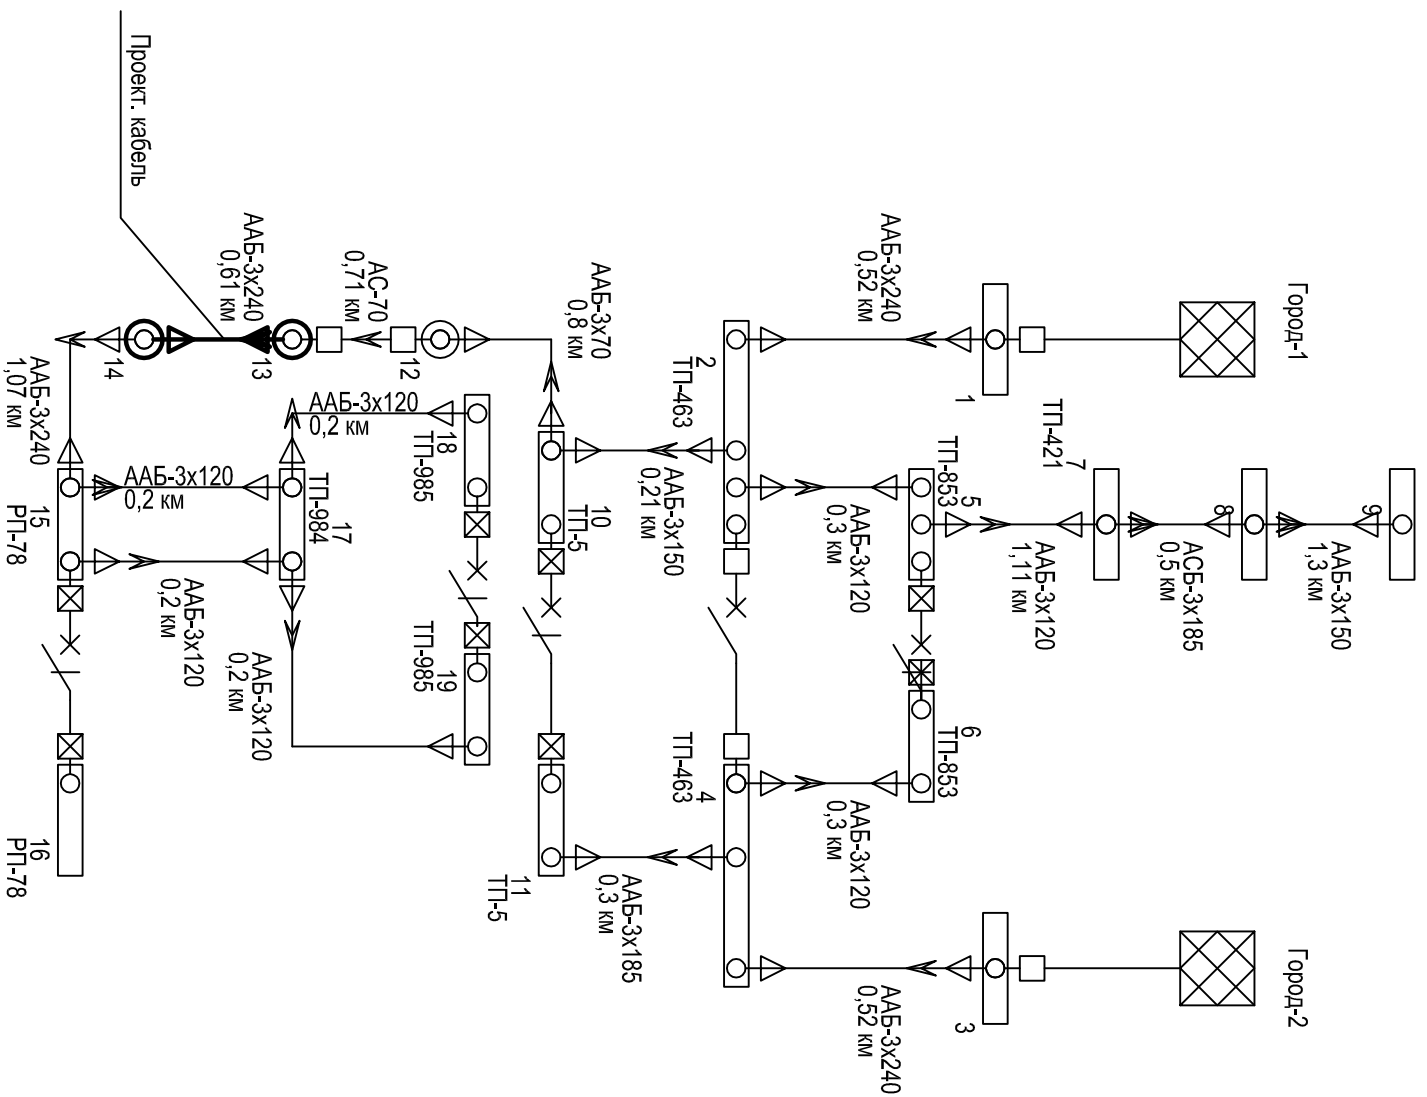 Город-1
Город-2
ААБ-3х240
0,52 км
1
ААБ-3х240
0,52 км
3
9
ААБ-3х150
1,3 км
8
АСБ-3х185
0,5 км
7
ТП-421
ААБ-3х120
1,11 км
5
ТП-853
6
ТП-853
ААБ-3х120
0,3 км
ААБ-3х120
0,3 км
2
ТП-463
4
ТП-463
ААБ-3х150
0,21 км
ААБ-3х185
0,3 км
ААБ-3х70
0,8 км
10
ТП-5
11
ТП-5
18
ТП-985
19
ТП-985
12
АС-70
0,71 км
ААБ-3х120
0,2 км
13
ААБ-3х240
0,61 км
17
ТП-984
ААБ-3х120
0,2 км
Проект. кабель
14
ААБ-3х120
0,2 км
ААБ-3х120
0,2 км
ААБ-3х240
1,07 км
15
РП-78
16
РП-78